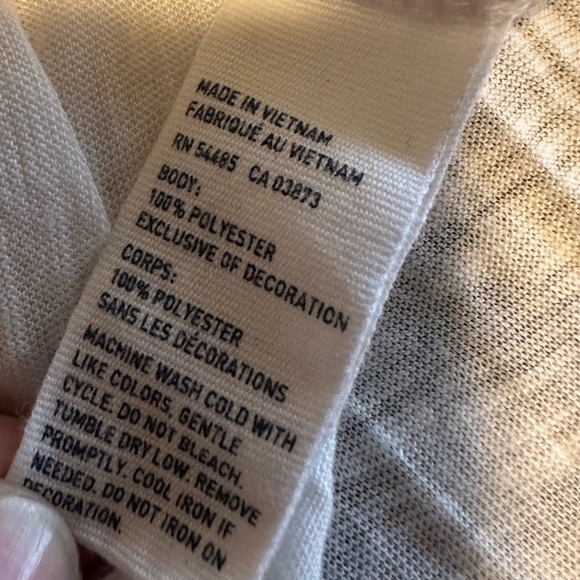 MADE IN VIETNAM
FABRIQUÉ AU VIETNAM
RN 54485 CA 03873
BODY:
100% POLYESTER
EXCLUSIVE OF DECORATION
CORPS:
100% POLYESTER
SANS LES DÉCORATIONS
MACHINE WASH COLD WITH
LIKE COLORS, GENTLE
CYCLE. DO NOT BLEACH.
TUMBLE DRY LOW. REMOVE
PROMPTLY. COOL IRON IF
NEEDED. DO NOT IRON ON
DECORATION.